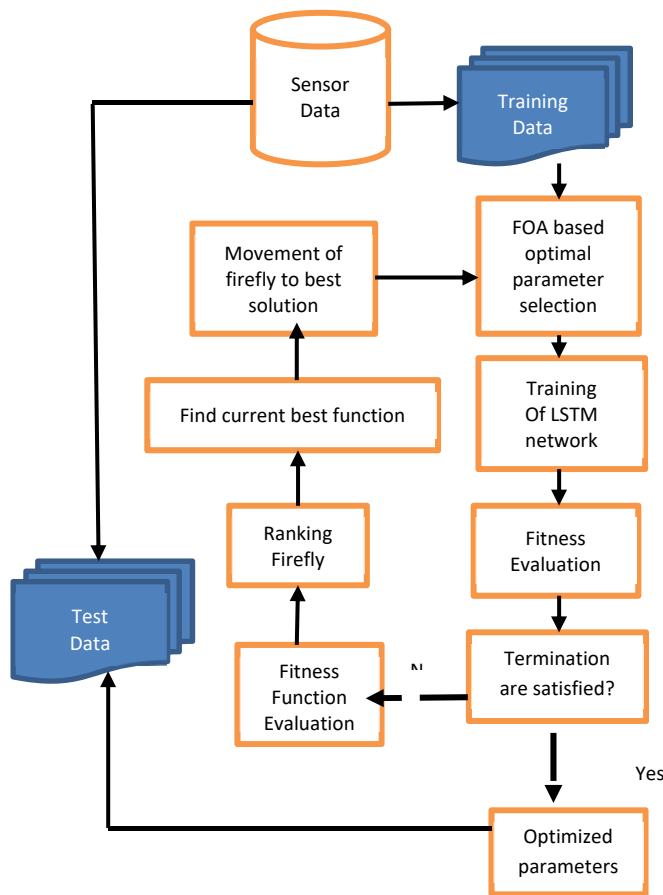 Sensor
Data
Training
Data
Movement of
firefly to best
solution
FOA based
optimal
parameter
selection
Find current best function
Training
Of LSTM
network
Ranking
Firefly
Fitness
Evaluation
Test
Data
Fitness
Function
Evaluation
N
Termination
are satisfied?
Yes
Optimized
parameters